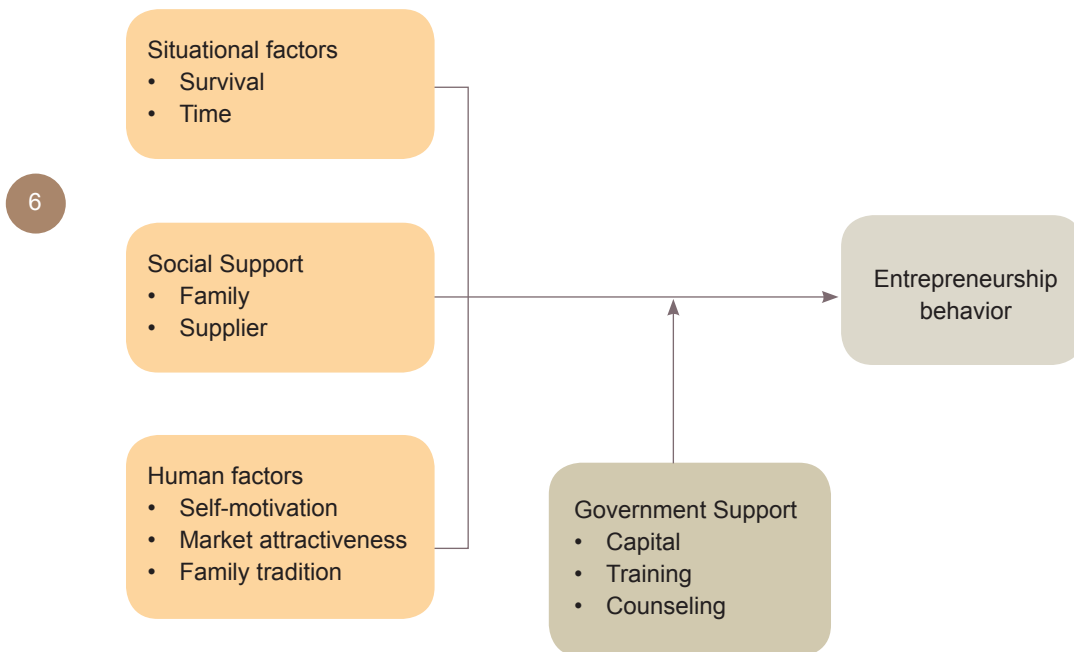 Situational factors
• Survival
• Time
6
Social Support
• Family
• Supplier
Entrepreneurship
behavior
Human factors
• Self-motivation
• Market attractiveness
• Family tradition
Government Support
• Capital
• Training
• Counseling